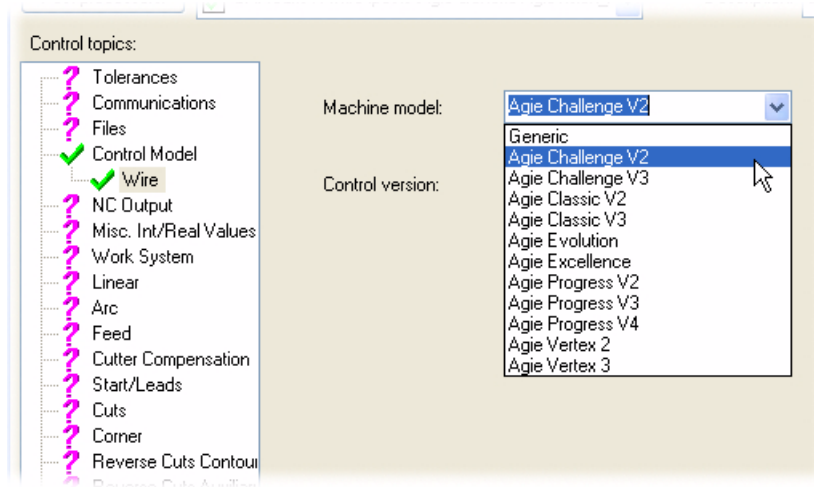 Control topics:
Tolerances
Communications
Files
Control Model
Wire
NC Output
Misc. Int/Real Values
Work System
Linear
Arc
Feed
Cutter Compensation
Start/Leads
Cuts
Corner
Reverse Cuts Contour
Machine model:
Agie Challenge V2
Control version:
Generic
Agie Challenge V2
Agie Challenge V3
Agie Classic V2
Agie Classic V3
Agie Evolution
Agie Excellence
Agie Progress V2
Agie Progress V3
Agie Progress V4
Agie Vertex 2
Agie Vertex 3